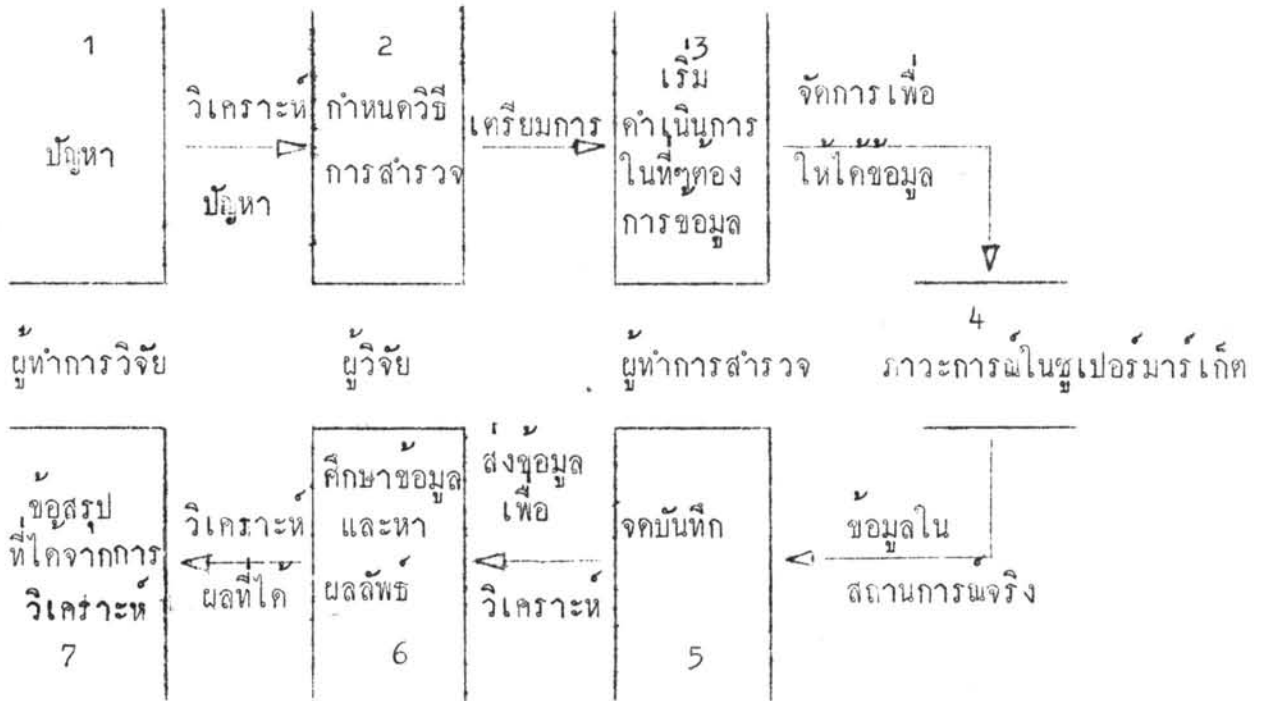 1
ปัญหา
วิเคราะห์
ปัญหา
2
กำหนดวิธี
การสำรวจ
เตรียมการ
3
เริ่ม
ดำเนินการ
ในที่ๆต้อง
การข้อมูล
จัดการเพื่อ
ให้ได้ข้อมูล
4
ภาวะการณ์ในซูเปอร์มาร์เก็ต
ผู้ทำการวิจัย
ผู้วิจัย
ผู้ทำการสำรวจ
ข้อมูลใน
สถานการณ์จริง
จดบันทึก
5
ส่งข้อมูล
เพื่อ
วิเคราะห์
ศึกษาข้อมูล
และหา
ผลลัพธ์
6
วิเคราะห์
ผลที่ได้
ข้อสรุป
ที่ได้จากการ
วิเคราะห์
7